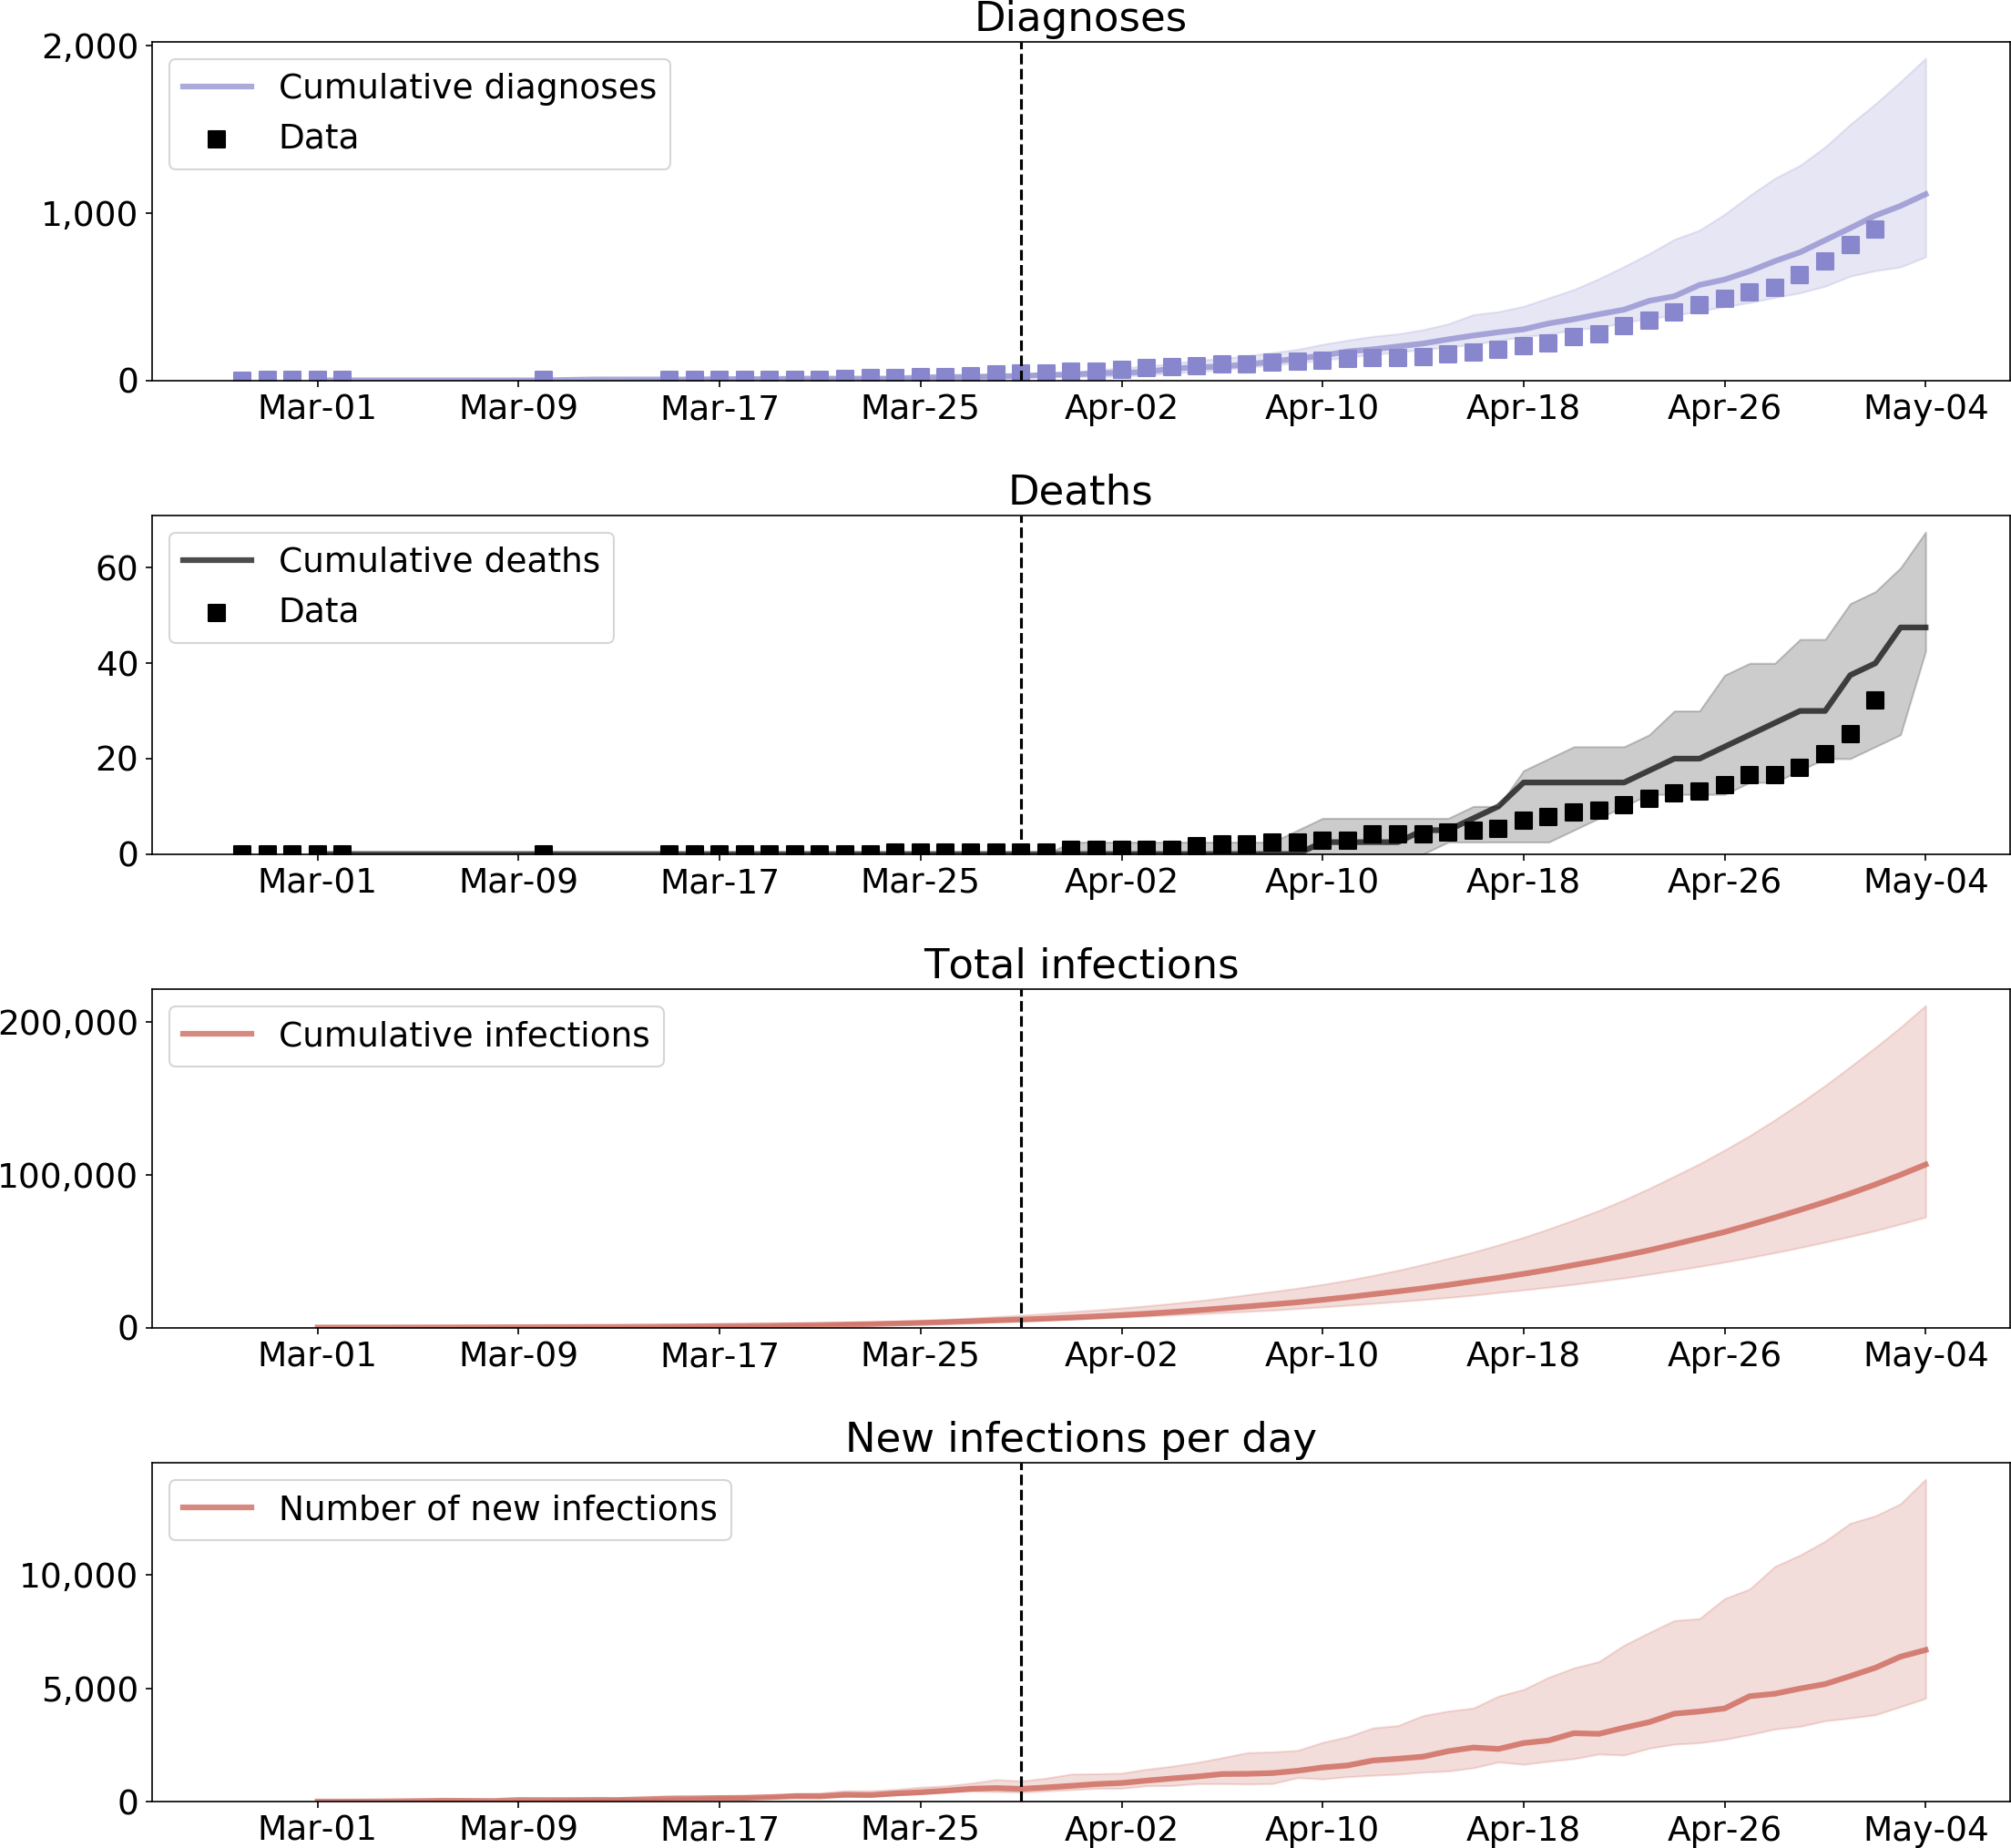 Diagnoses
2,000
1,000
0
Cumulative diagnoses
Data
Mar-01 Mar-09 Mar-17 Mar-25 Apr-02 Apr-10 Apr-18 Apr-26 May-04
Deaths
60
40
20
0
Cumulative deaths
Data
Mar-01 Mar-09 Mar-17 Mar-25 Apr-02 Apr-10 Apr-18 Apr-26 May-04
Total infections
200,000
100,000
0
Cumulative infections
Mar-01 Mar-09 Mar-17 Mar-25 Apr-02 Apr-10 Apr-18 Apr-26 May-04
New infections per day
10,000
5,000
0
Number of new infections
Mar-01 Mar-09 Mar-17 Mar-25 Apr-02 Apr-10 Apr-18 Apr-26 May-04